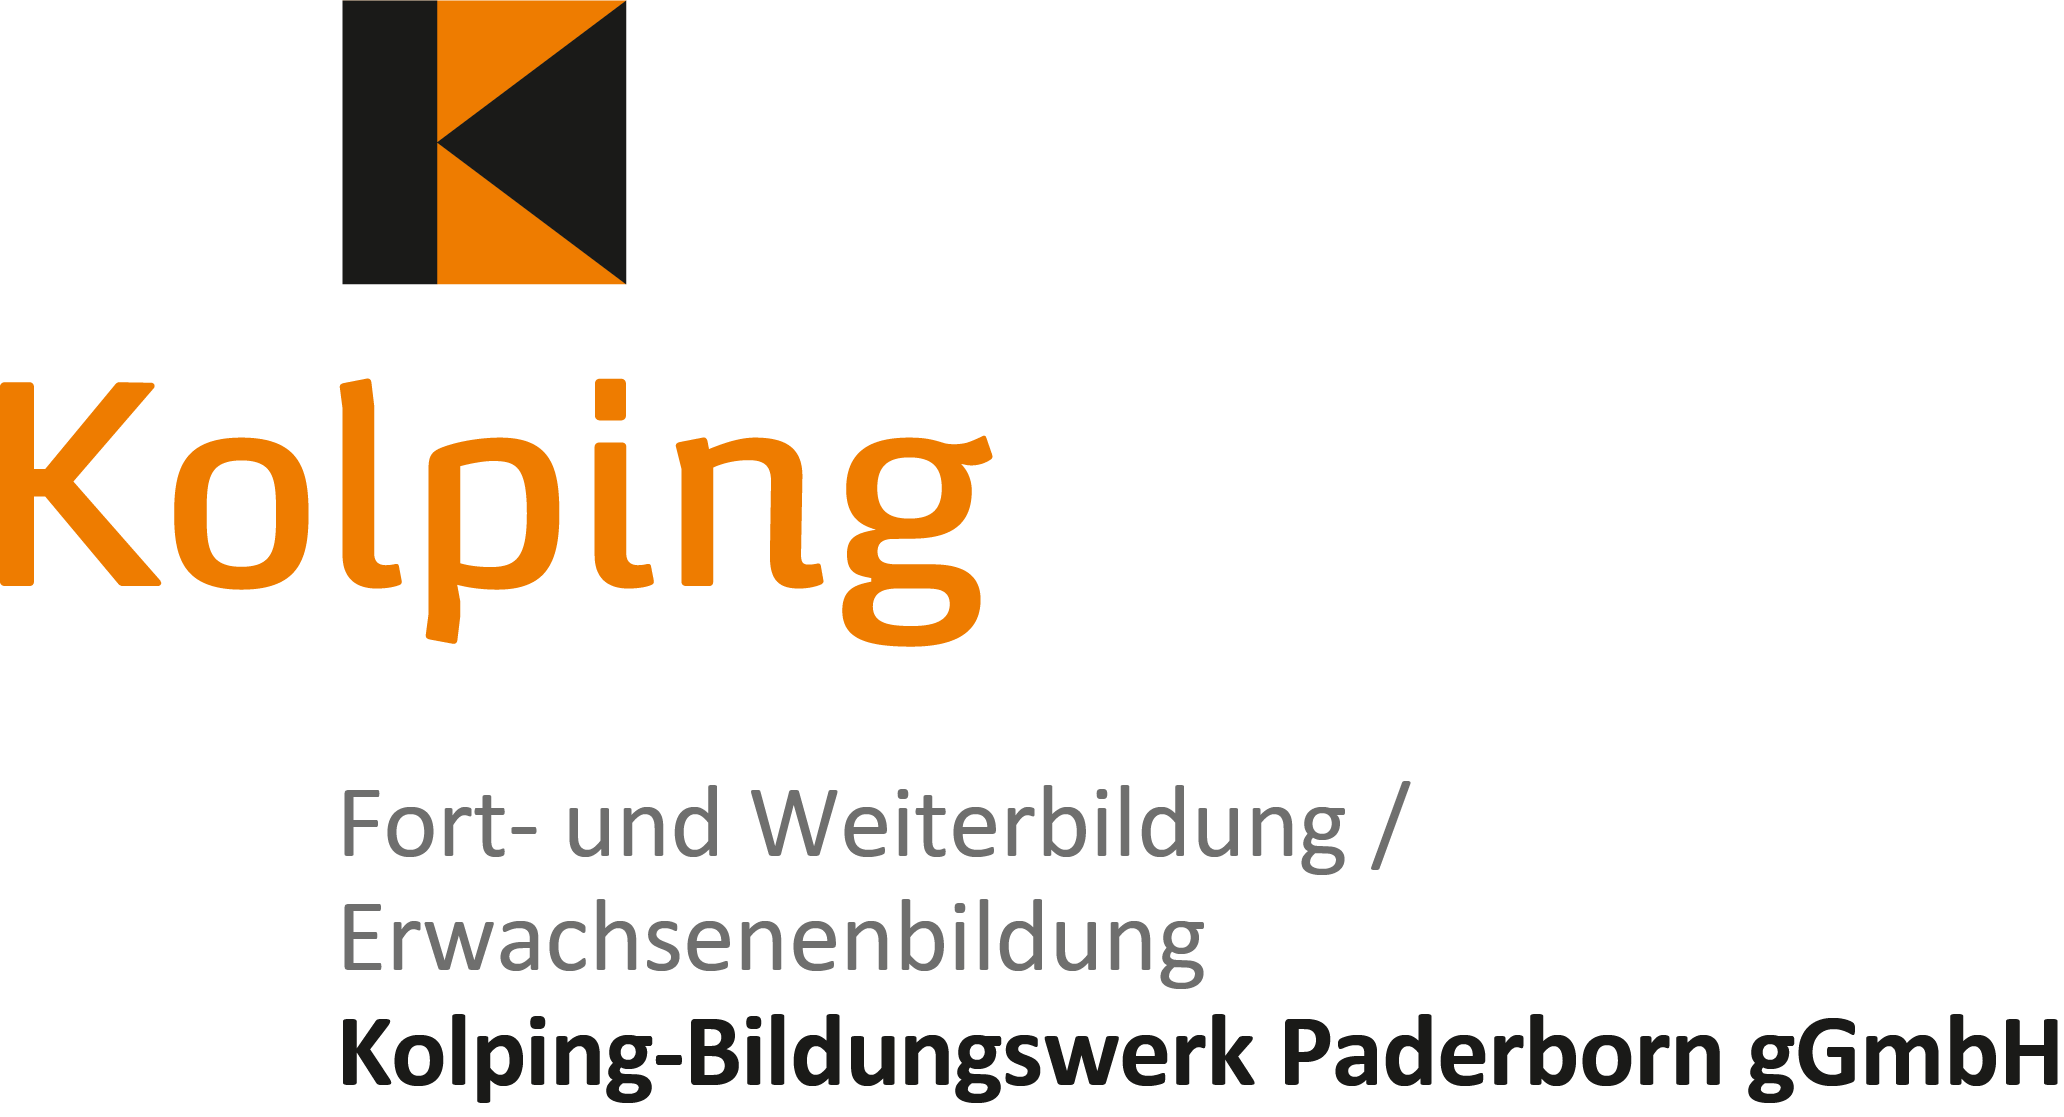 Kolping
Fort- und Weiterbildung /
Erwachsenenbildung
Kolping-Bildungswerk Paderborn gGmbH